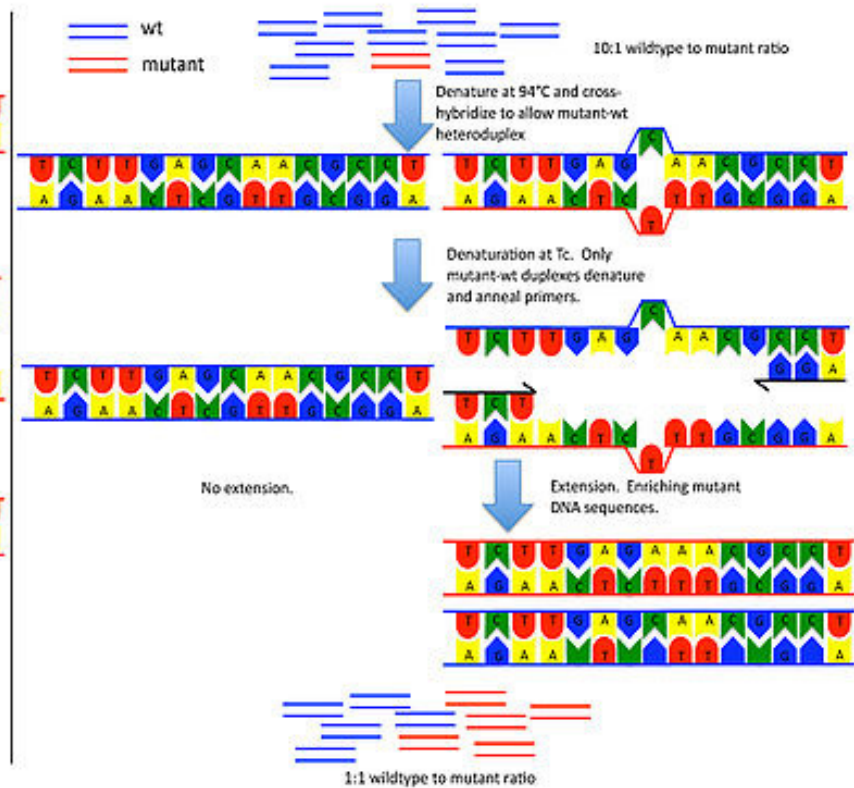 wt
mutant
10:1 wildtype to mutant ratio
Denature at 94°C and cross-
hybridize to allow mutant-wt
heteroduplex
T C T T G A G C A A C G C C T
A G A A C T C G T T G C G G A
C
T C T T G A G A A C G C C T
A G A A C T C T T G C G G A
T
Denaturation at Tc. Only
mutant-wt duplexes denature
and anneal primers.
T C T T G A G C A A C G C C T
A G A A C T C G T T G C G G A
C
T C T T G A G A A C G C C T
G G A
T C T
A G A A C T C T T G C G G A
T
No extension.
Extension. Enriching mutant
DNA sequences.
T C T T G A G A A A C G C C T
A G A A C T C T T T G C G G A
T C T T G A G C A A C G C C T
A G A A T T T G A
1:1 wildtype to mutant ratio